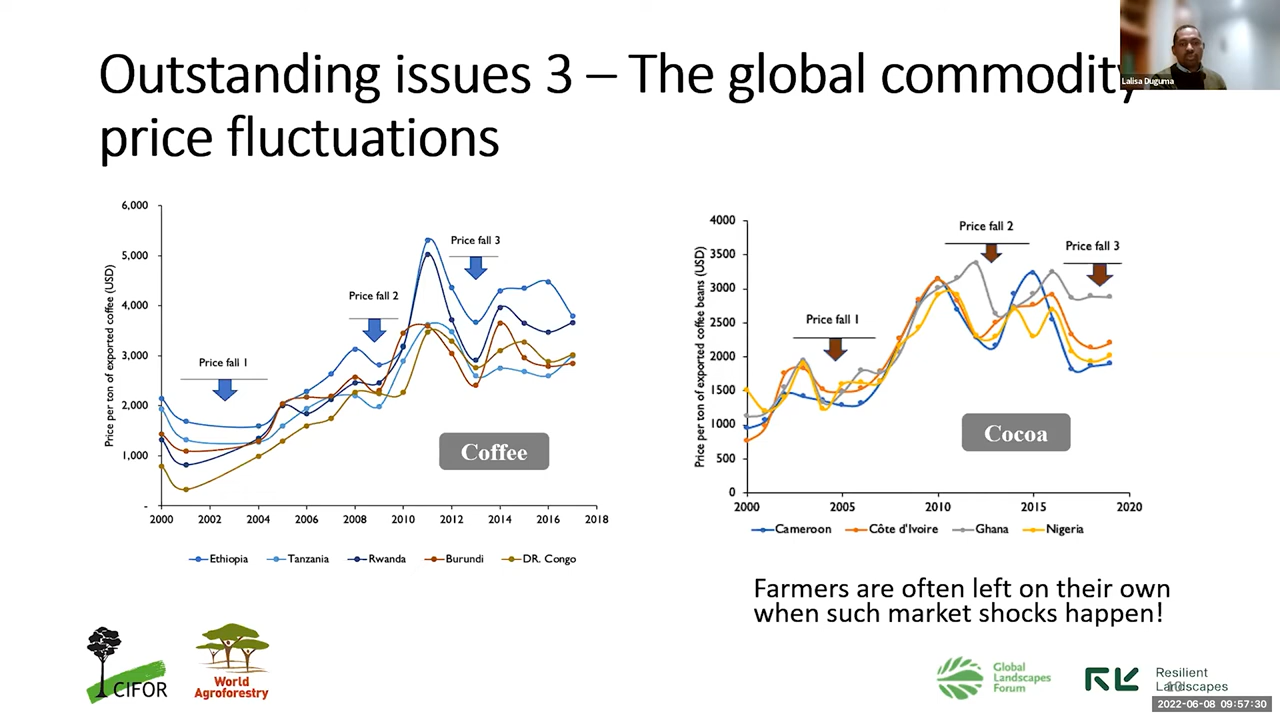 Outstanding issues 3 – The global commodity
price fluctuations
Lalisa Duguma
6,000
5,000
4,000
3,000
2,000
1,000
-
Price per ton of exported coffee (USD)
Price fall 1
Price fall 2
Price fall 3
Coffee
2000 2002 2004 2006 2008 2010 2012 2014 2016 2018
Ethiopia Tanzania Rwanda Burundi DR. Congo
4000
3500
3000
2500
2000
1500
1000
500
0
Price per ton of exported coffee beans (USD)
Price fall 1
Price fall 2
Price fall 3
Cocoa
2000 2005 2010 2015 2020
Cameroon Côte d'Ivoire Ghana Nigeria
Farmers are often left on their own
when such market shocks happen!
CIFOR
World
Agroforestry
Global
Landscapes
Forum
Resilient
Landscapes
10
2022-06-08 09:57:30